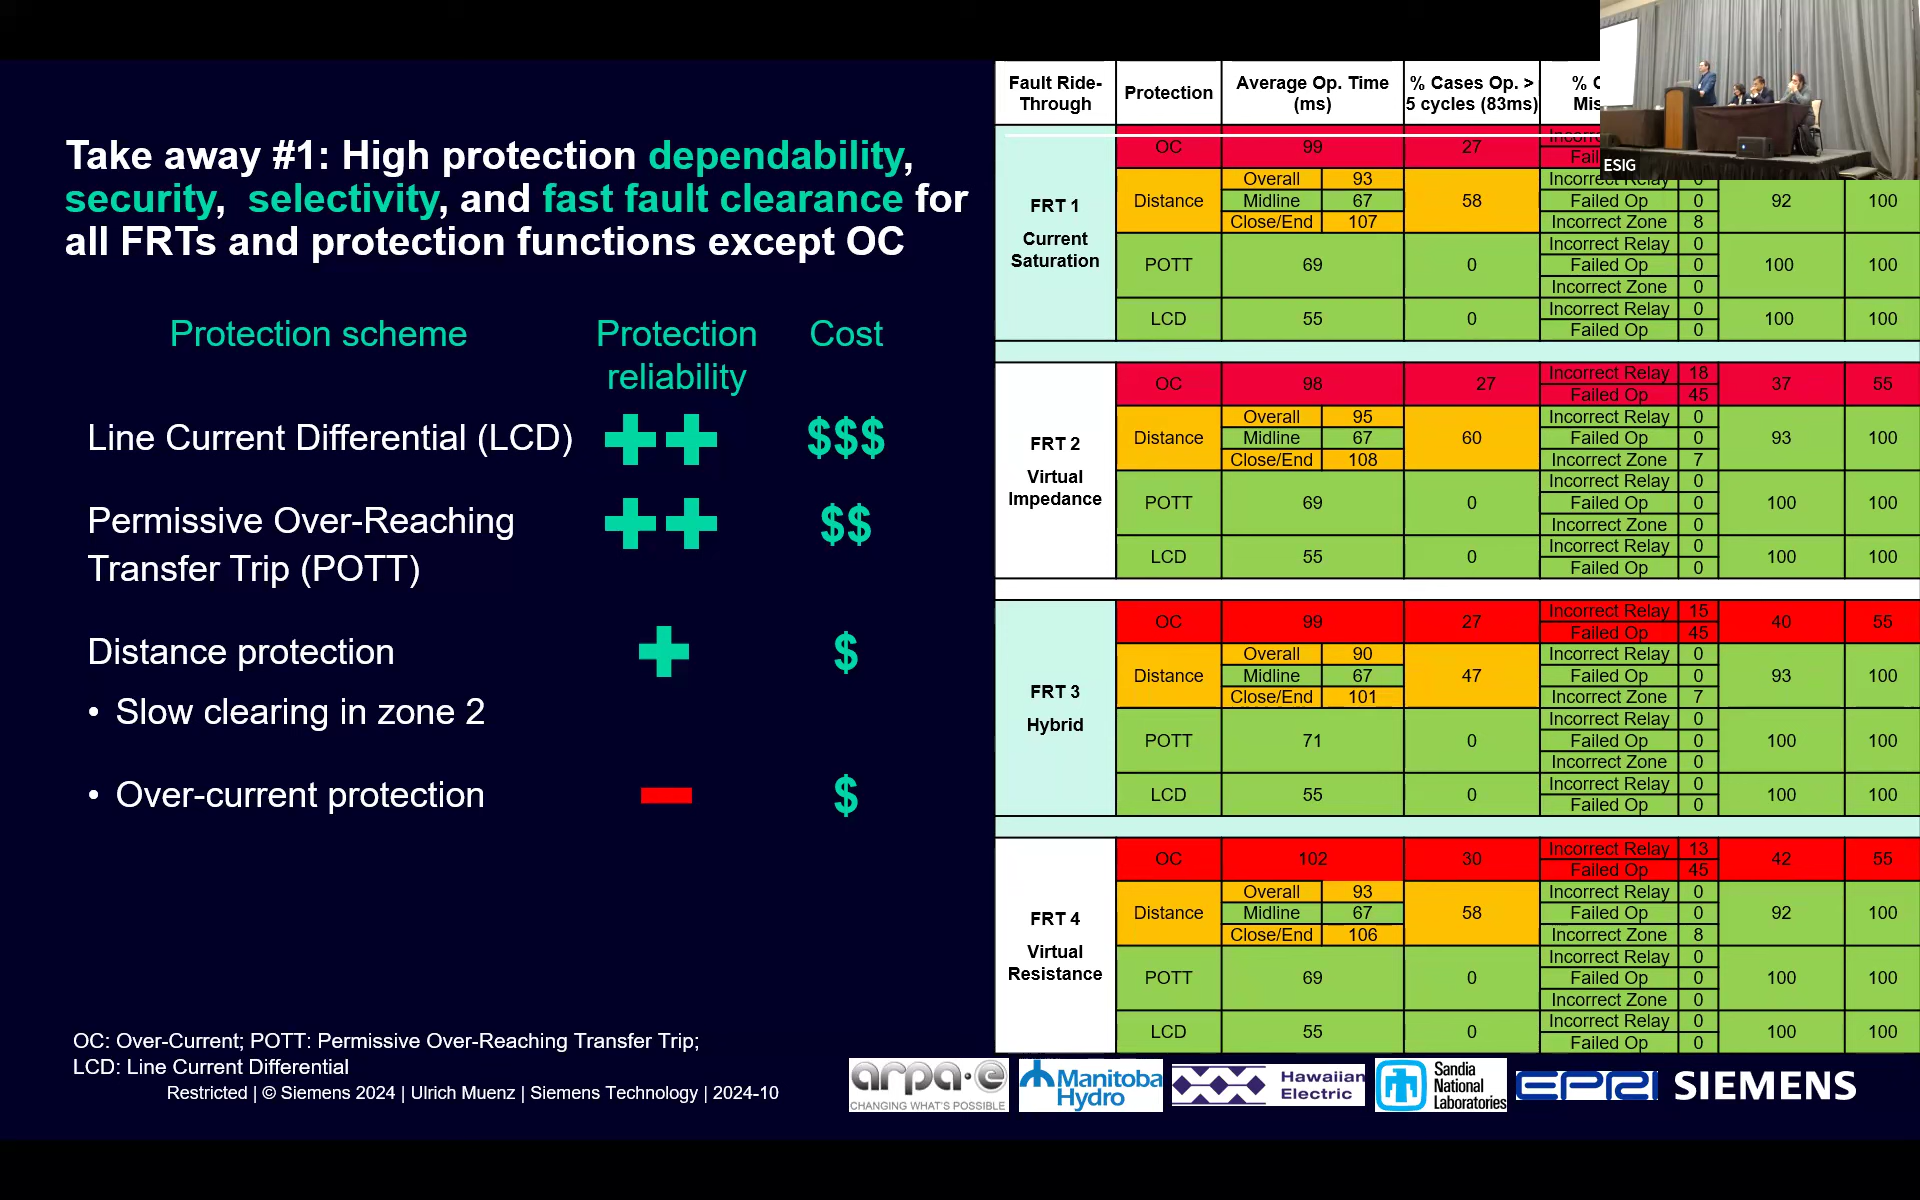 Take away #1: High protection dependability,
security, selectivity, and fast fault clearance for
all FRTs and protection functions except OC
Protection scheme
Protection
reliability
Cost
Line Current Differential (LCD)
$$$
Permissive Over-Reaching
Transfer Trip (POTT)
$$
Distance protection
$
• Slow clearing in zone 2
• Over-current protection
$
OC: Over-Current; POTT: Permissive Over-Reaching Transfer Trip;
LCD: Line Current Differential
Restricted | © Siemens 2024 | Ulrich Muenz | Siemens Technology | 2024-10
Fault Ride-
Through
Protection
Average Op. Time
(ms)
% Cases Op. >
5 cycles (83ms)
FRT 1
Current
Saturation
OC 99 27
Distance
Overall 93
Midline 67
Close/End 107
58
Incorrect Relay 0
Failed Op 0
Incorrect Zone 8
92 100
POTT 69 0
Incorrect Relay 0
Failed Op 0
Incorrect Zone 0
100 100
LCD 55 0
Incorrect Relay 0
Failed Op 0
100 100
FRT 2
Virtual
Impedance
OC 98 27
Incorrect Relay 18
Failed Op 45
37 55
Distance
Overall 95
Midline 67
Close/End 108
60
Incorrect Relay 0
Failed Op 0
Incorrect Zone 7
93 100
POTT 69 0
Incorrect Relay 0
Failed Op 0
Incorrect Zone 0
100 100
LCD 55 0
Incorrect Relay 0
Failed Op 0
100 100
FRT 3
Hybrid
OC 99 27
Incorrect Relay 15
Failed Op 45
40 55
Distance
Overall 90
Midline 67
Close/End 101
47
Incorrect Relay 0
Failed Op 0
Incorrect Zone 7
93 100
POTT 71 0
Incorrect Relay 0
Failed Op 0
Incorrect Zone 0
100 100
LCD 55 0
Incorrect Relay 0
Failed Op 0
100 100
FRT 4
Virtual
Resistance
OC 102 30
Incorrect Relay 13
Failed Op 45
42 55
Distance
Overall 93
Midline 67
Close/End 106
58
Incorrect Relay 0
Failed Op 0
Incorrect Zone 8
92 100
POTT 69 0
Incorrect Relay 0
Failed Op 0
Incorrect Zone 0
100 100
LCD 55 0
Incorrect Relay 0
Failed Op 0
100 100
ESIG
arpa·e
CHANGING WHAT'S POSSIBLE
Manitoba
Hydro
Hawaiian
Electric
Sandia
National
Laboratories
EPRI
SIEMENS